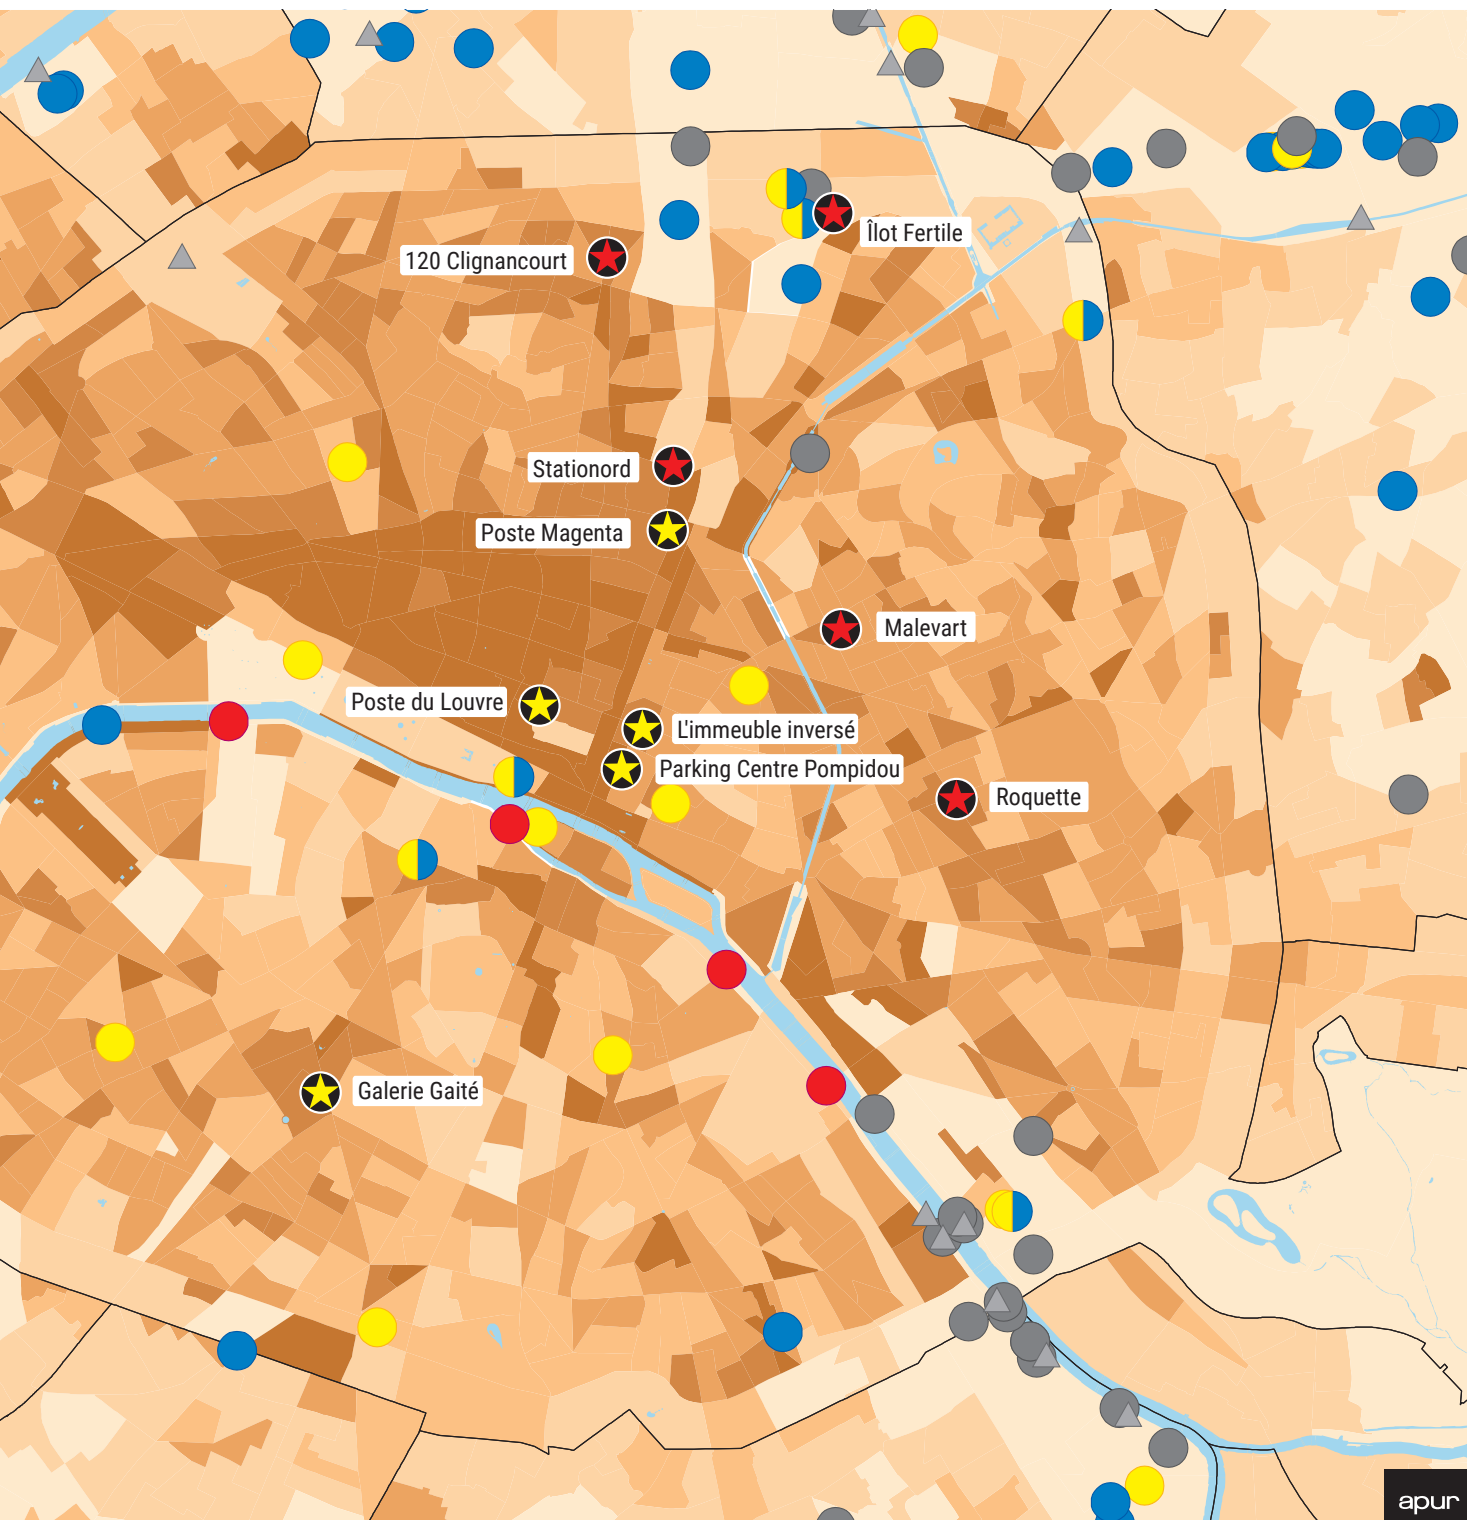 Îlot Fertile
120 Clignancourt
Stationord
Poste Magenta
Malevart
Poste du Louvre
L'immeuble inversé
Parking Centre Pompidou
Roquette
Galerie Gaité
apur